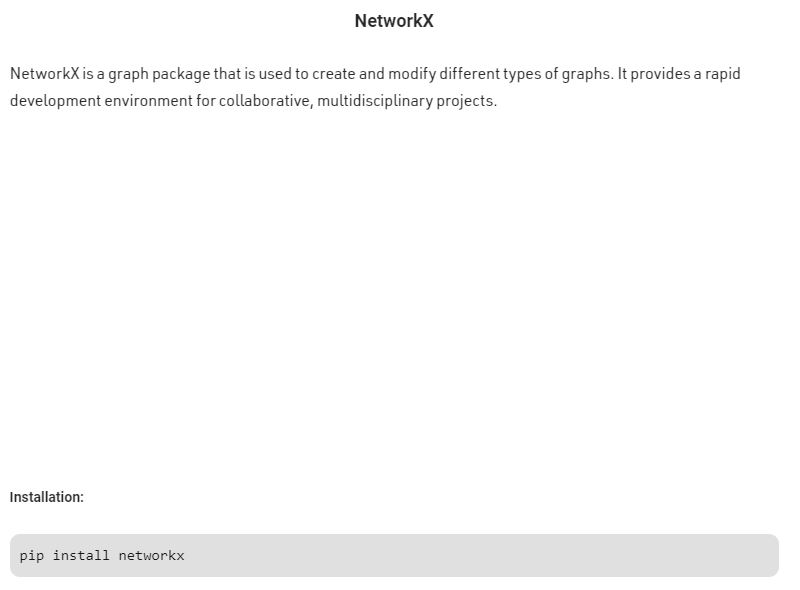 NetworkX
NetworkX is a graph package that is used to create and modify different types of graphs. It provides a rapid
development environment for collaborative, multidisciplinary projects.
Installation:
pip install networkx